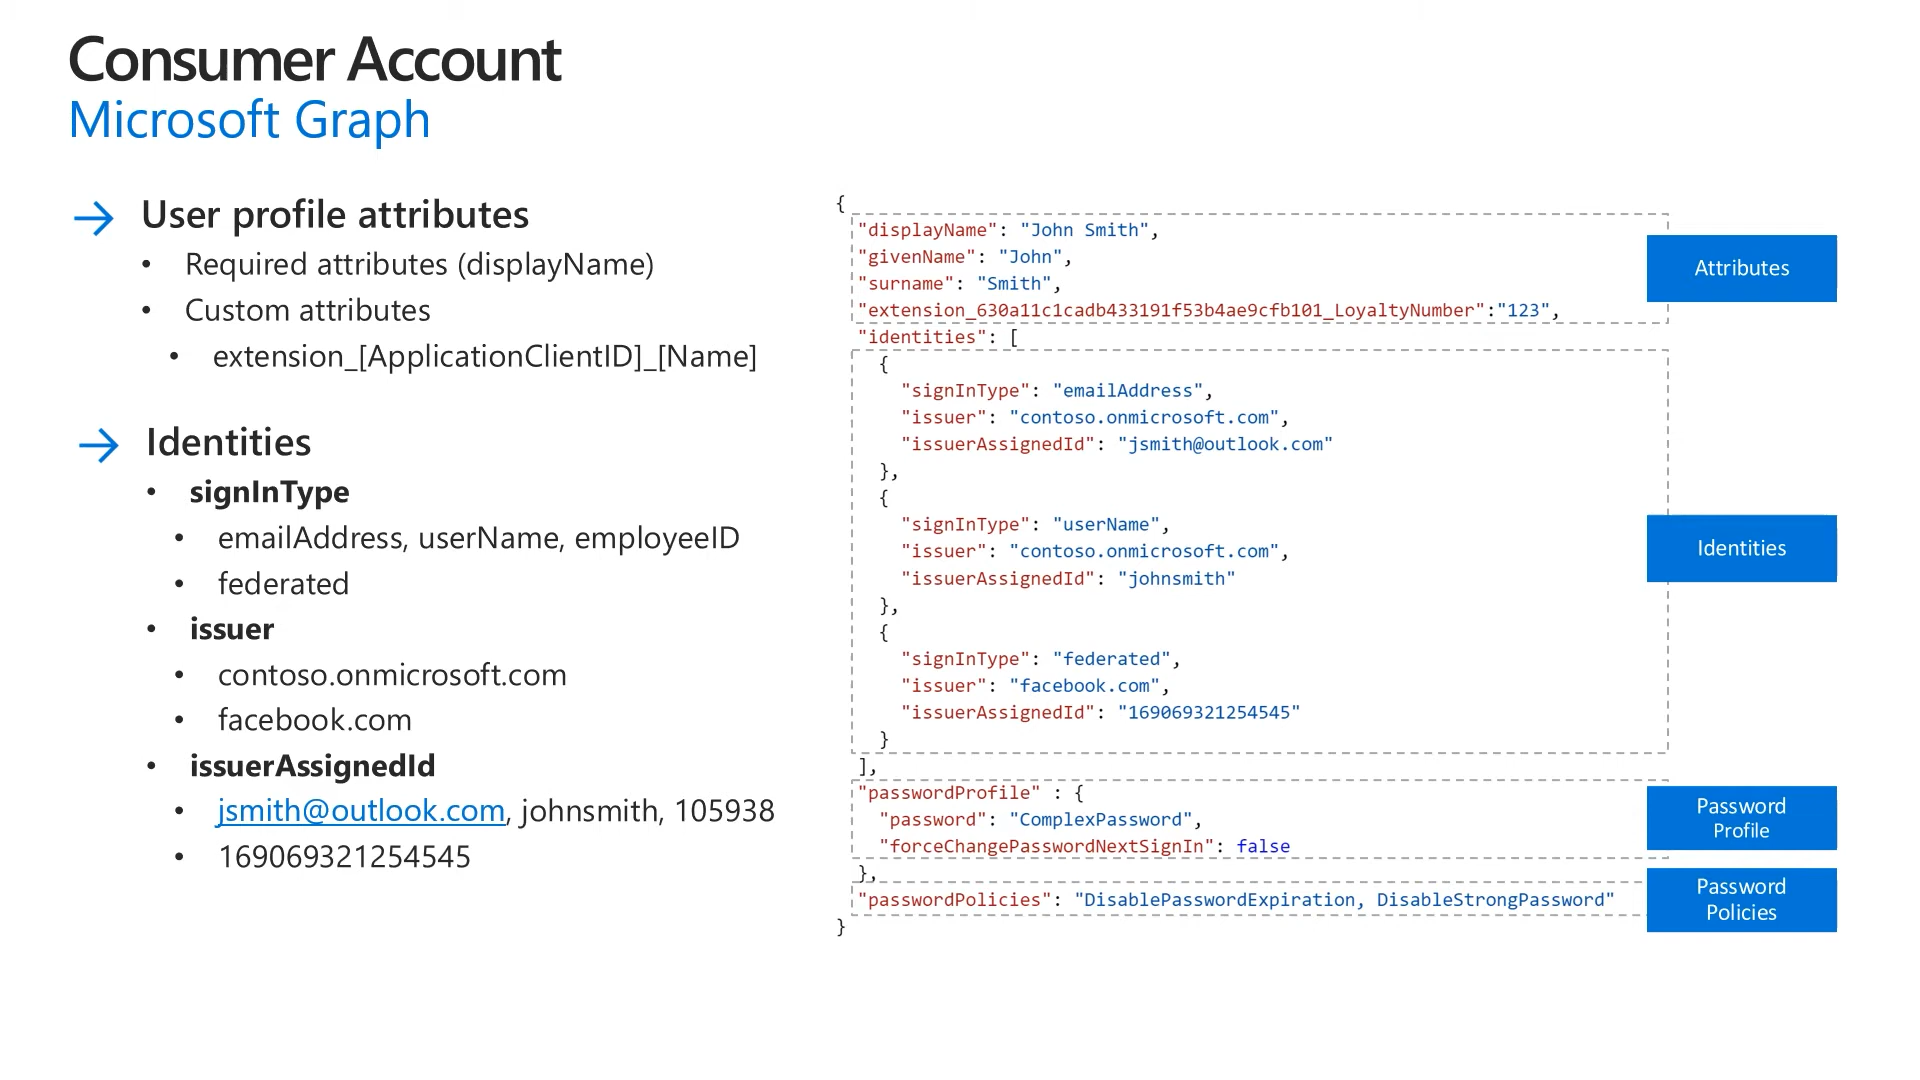 Consumer Account
Microsoft Graph
User profile attributes
• Required attributes (displayName)
• Custom attributes
• extension_[ApplicationClientID]_[Name]
Identities
• signInType
• emailAddress, userName, employeeID
• federated
• issuer
• contoso.onmicrosoft.com
• facebook.com
• issuerAssignedId
• jsmith@outlook.com, johnsmith, 105938
• 169069321254545
{
"displayName": "John Smith",
"givenName": "John",
"surname": "Smith",
"extension_630a11c1cadb433191f53b4ae9cfb101_LoyaltyNumber":"123",
"identities": [
{
"signInType": "emailAddress",
"issuer": "contoso.onmicrosoft.com",
"issuerAssignedId": "jsmith@outlook.com"
},
{
"signInType": "userName",
"issuer": "contoso.onmicrosoft.com",
"issuerAssignedId": "johnsmith"
},
{
"signInType": "federated",
"issuer": "facebook.com",
"issuerAssignedId": "169069321254545"
}
],
"passwordProfile" : {
"password": "ComplexPassword",
"forceChangePasswordNextSignIn": false
},
"passwordPolicies": "DisablePasswordExpiration, DisableStrongPassword"
}
Attributes
Identities
Password
Profile
Password
Policies